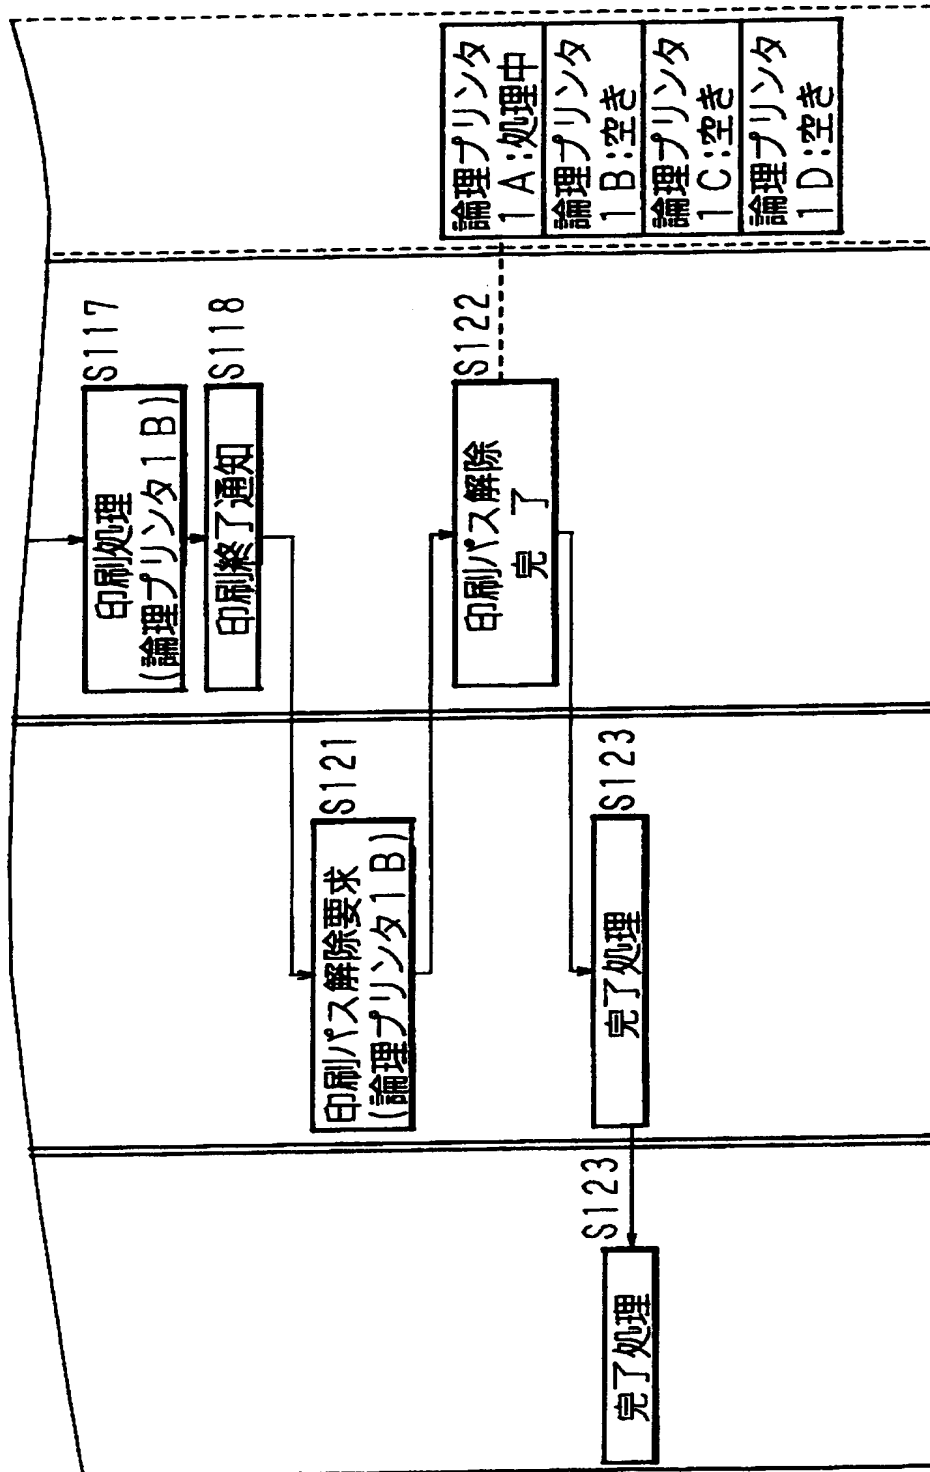 印刷処理
(論理プリンタ1B)
S117
印刷終了通知
S118
印刷パス解除要求
(論理プリンタ1B)
S121
印刷パス解除
完 了
S122
論理プリンタ
1A:処理中
論理プリンタ
1B:空き
論理プリンタ
1C:空き
論理プリンタ
1D:空き
完了処理
S123
完了処理
S123